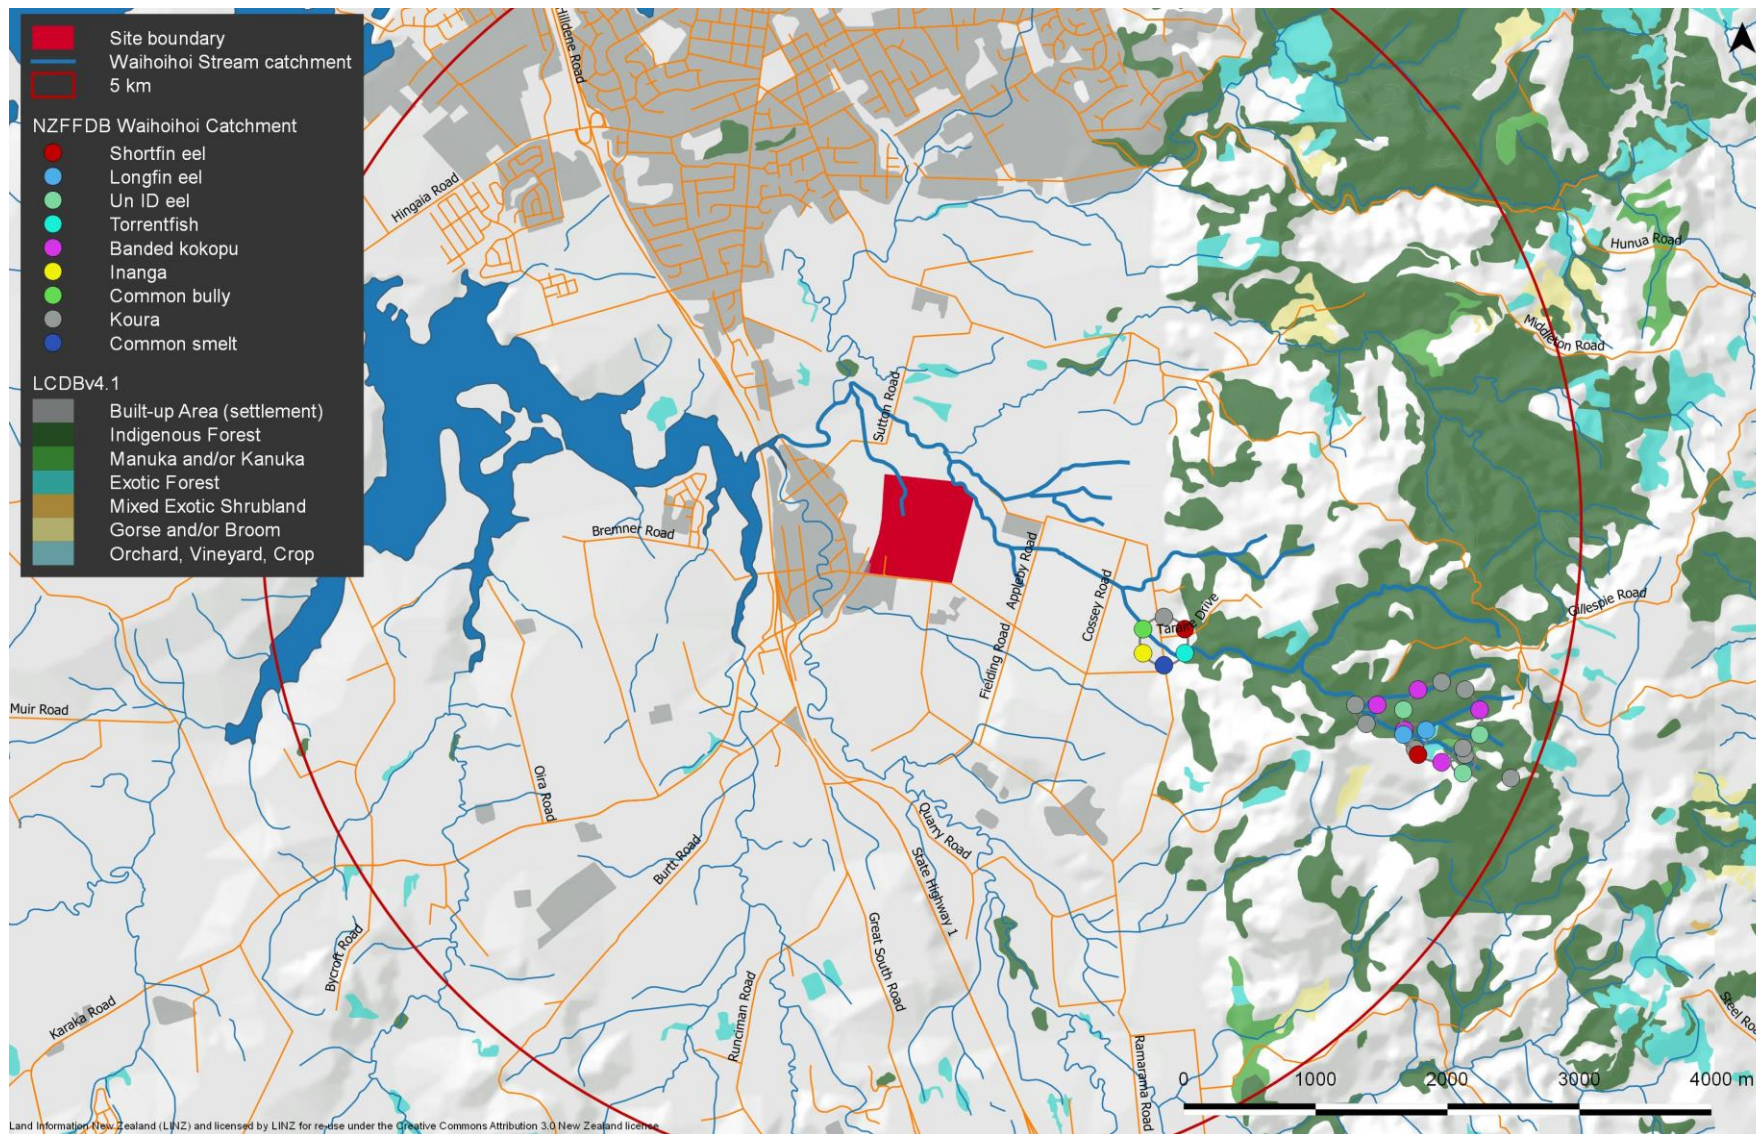 Site boundary
Waihoihoi Stream catchment
5 km
NZFFDB Waihoihoi Catchment
Shortfin eel
Longfin eel
Un ID eel
Torrentfish
Banded kokopu
Inanga
Common bully
Koura
Common smelt
LCDBv4.1
Built-up Area (settlement)
Indigenous Forest
Manuka and/or Kanuka
Exotic Forest
Mixed Exotic Shrubland
Gorse and/or Broom
Orchard, Vineyard, Crop
Hilldene Road
Hingaia Road
Hunua Road
Middleton Road
Sutton Road
Bremner Road
Appleby Road
Cossey Road
Fielding Road
Taraire Drive
Gillespie Road
Muir Road
Oira Road
Burtt Road
Quarry Road
State Highway 1
Great South Road
Bycroft Road
Karaka Road
Runciman Road
Ramarama Road
0 1000 2000 3000 4000 m
Land Information New Zealand (LINZ) and licensed by LINZ for re-use under the Creative Commons Attribution 3.0 New Zealand licence